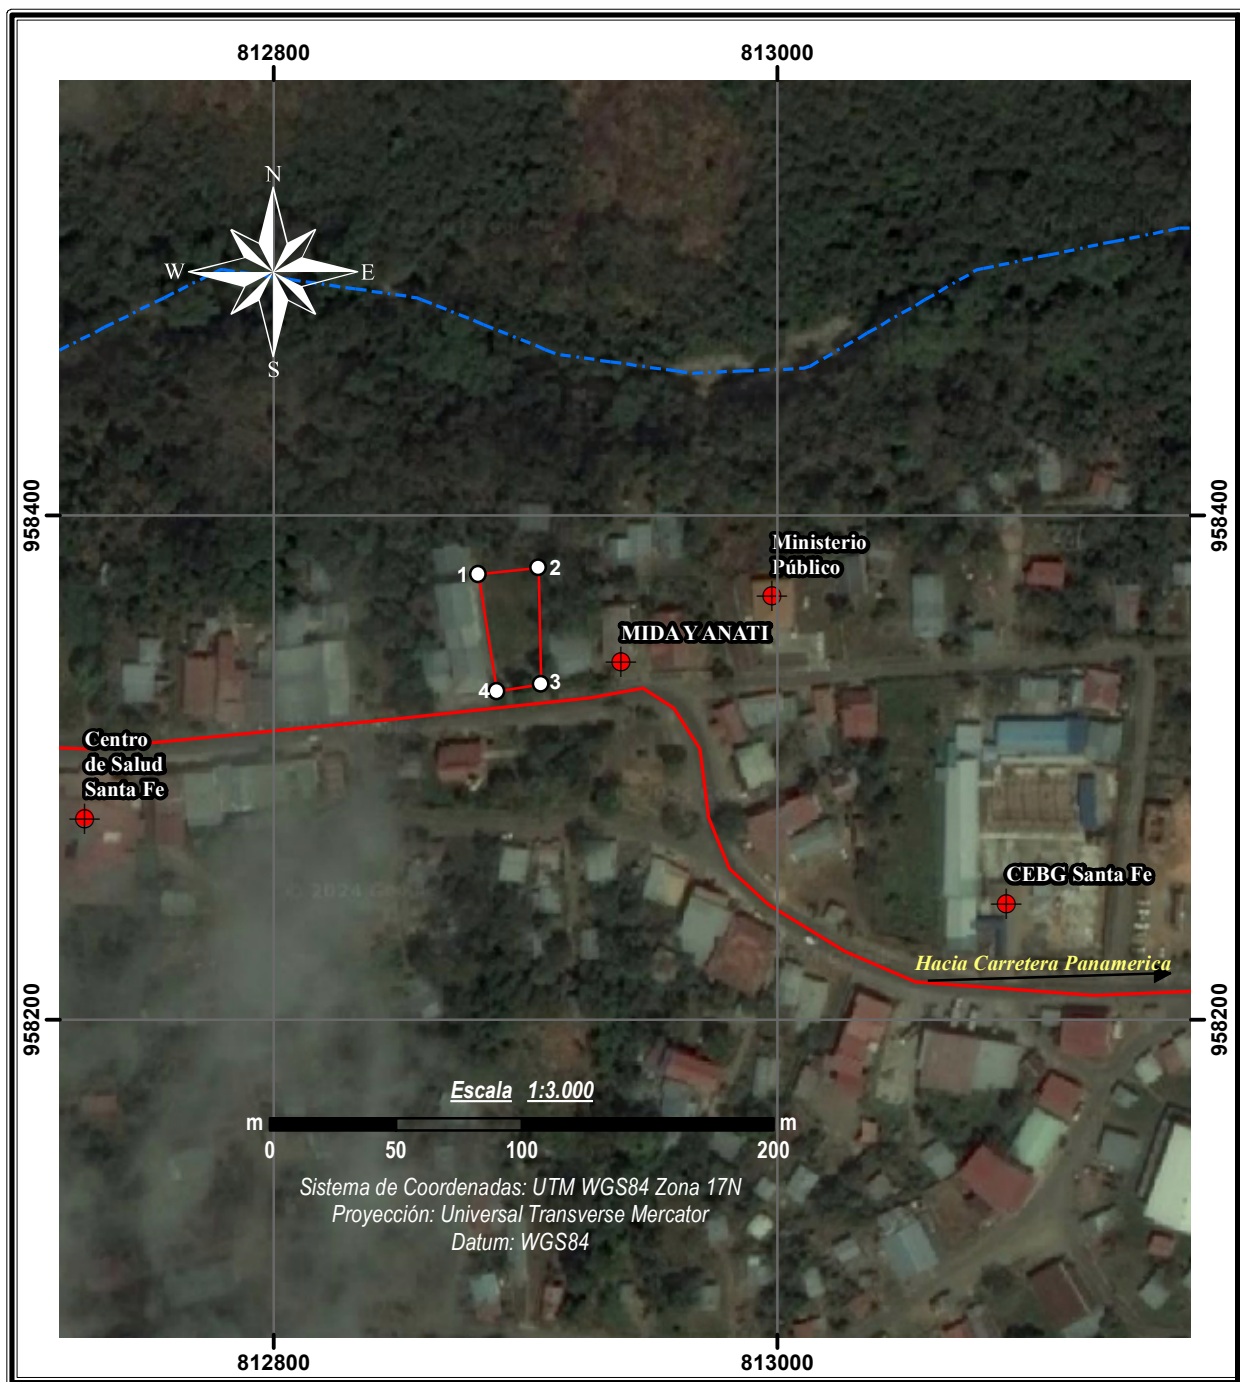 812800
813000
N
W
E
S
958400
958400
Ministerio
Público
1
2
MIDA Y ANATI
4
3
Centro
de Salud
Santa Fe
2024
CEBG Santa Fe
Hacia Carretera Panamerica
958200
958200
Escala 1:3.000
m
m
0
50
100
200
Sistema de Coordenadas: UTM WGS84 Zona 17N
Proyección: Universal Transverse Mercator
Datum: WGS84
812800
813000